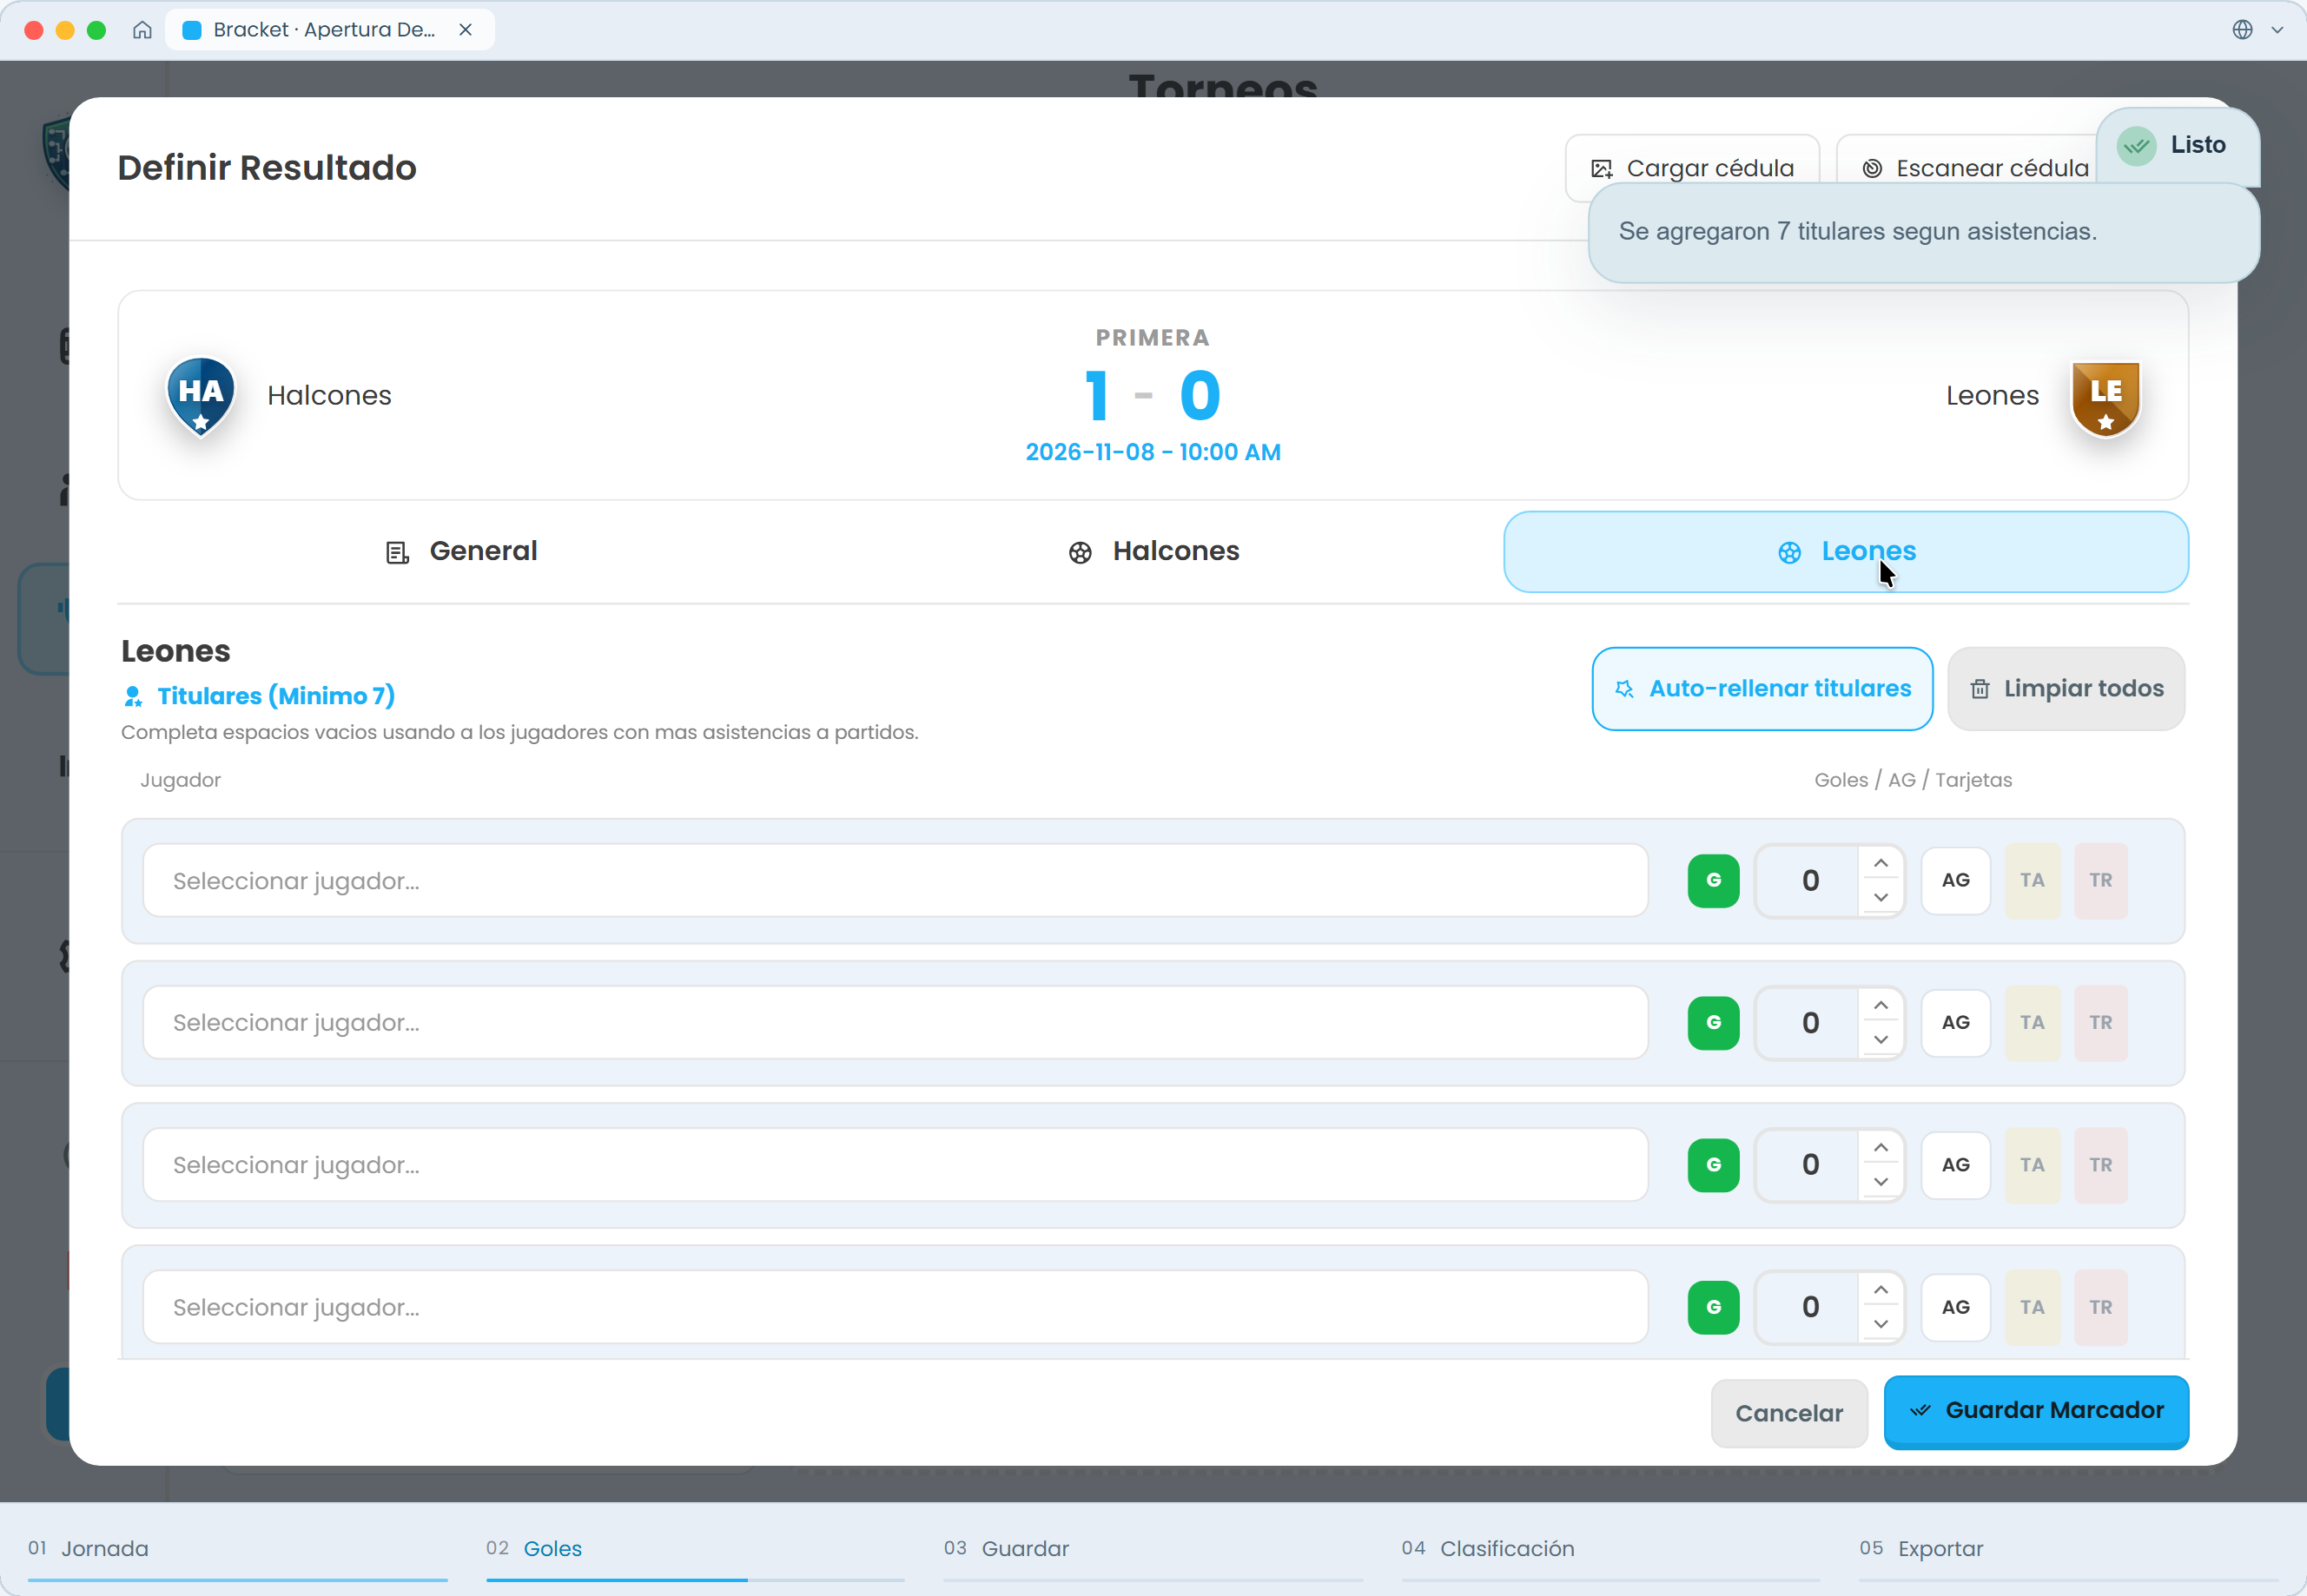 Bracket · Apertura De...
Torneos
Definir Resultado
Cargar cédula
Escanear cédula
Listo
Se agregaron 7 titulares segun asistencias.
HA
Halcones
PRIMERA
1 - 0
2026-11-08 - 10:00 AM
Leones
LE
General
Halcones
Leones
Leones
Titulares (Minimo 7)
Completa espacios vacios usando a los jugadores con mas asistencias a partidos.
Auto-rellenar titulares
Limpiar todos
Jugador
Goles / AG / Tarjetas
Seleccionar jugador...
G
0
AG
TA
TR
Seleccionar jugador...
G
0
AG
TA
TR
Seleccionar jugador...
G
0
AG
TA
TR
Seleccionar jugador...
G
0
AG
TA
TR
Cancelar
Guardar Marcador
01 Jornada
02 Goles
03 Guardar
04 Clasificación
05 Exportar